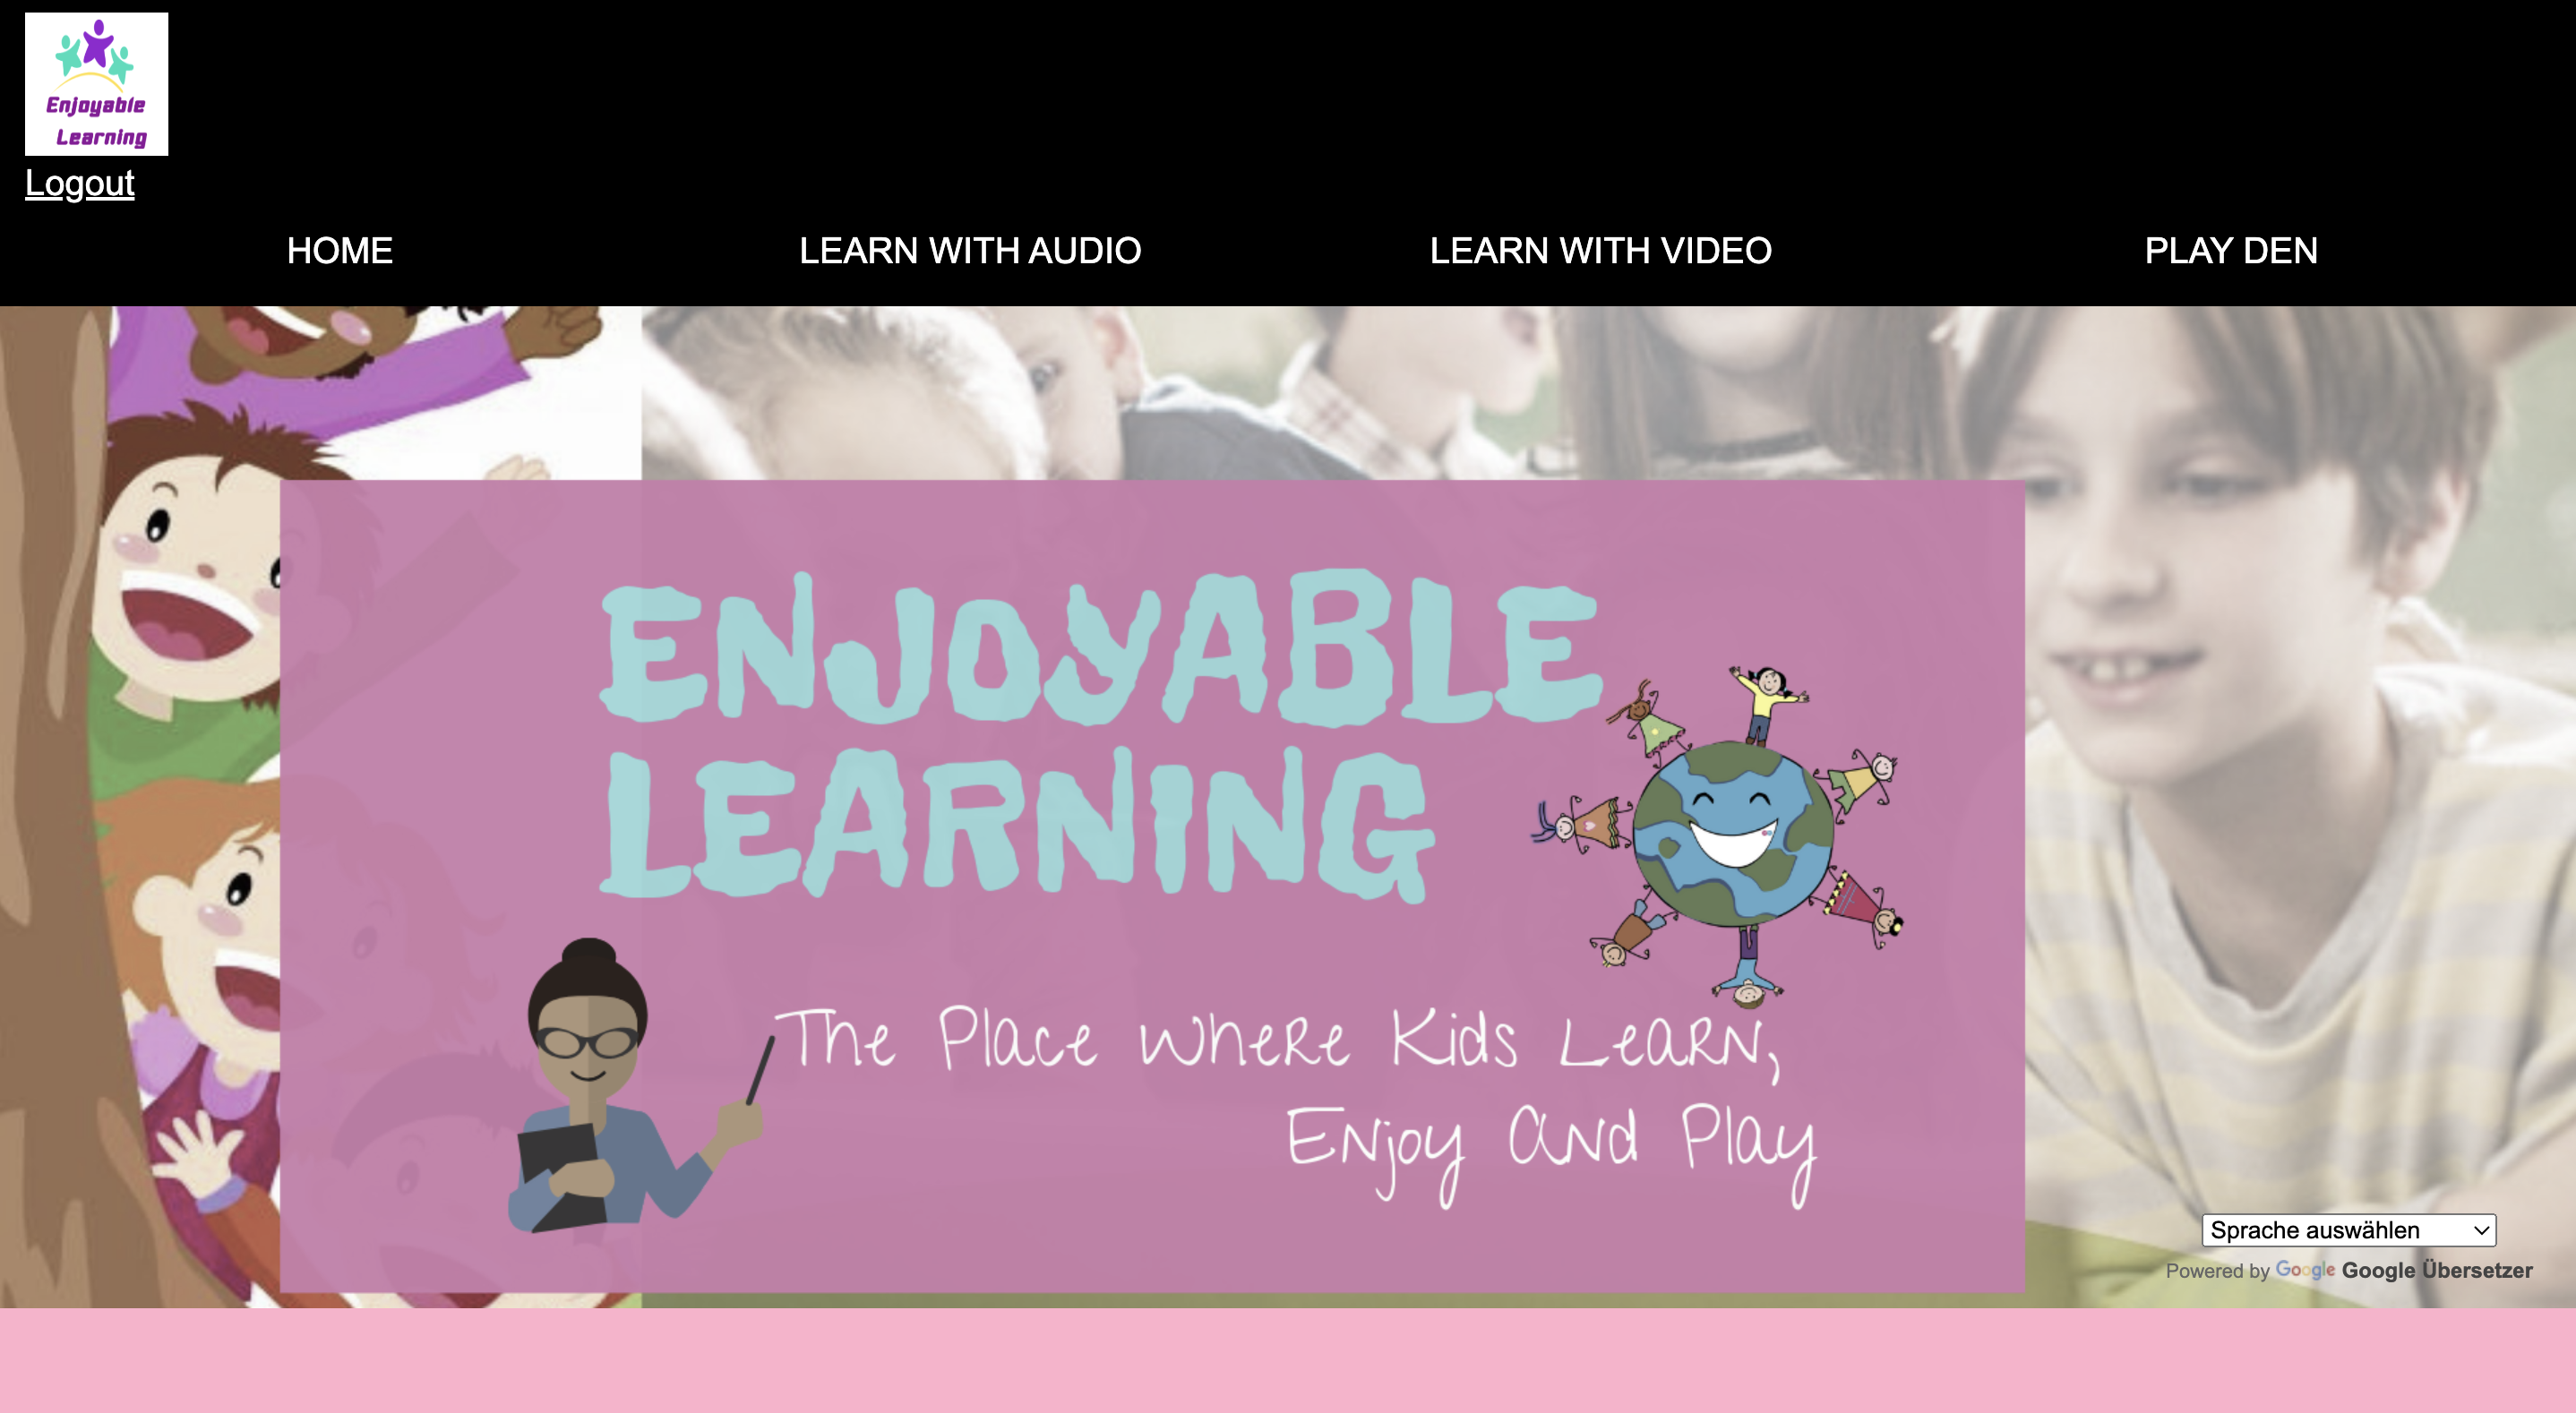 Enjoyable
Learning
Logout
HOME LEARN WITH AUDIO LEARN WITH VIDEO PLAY DEN
ENJOYABLE
LEARNING
The Place where Kids Learn,
Enjoy and Play
Sprache auswählen
Powered by Google Google Übersetzer